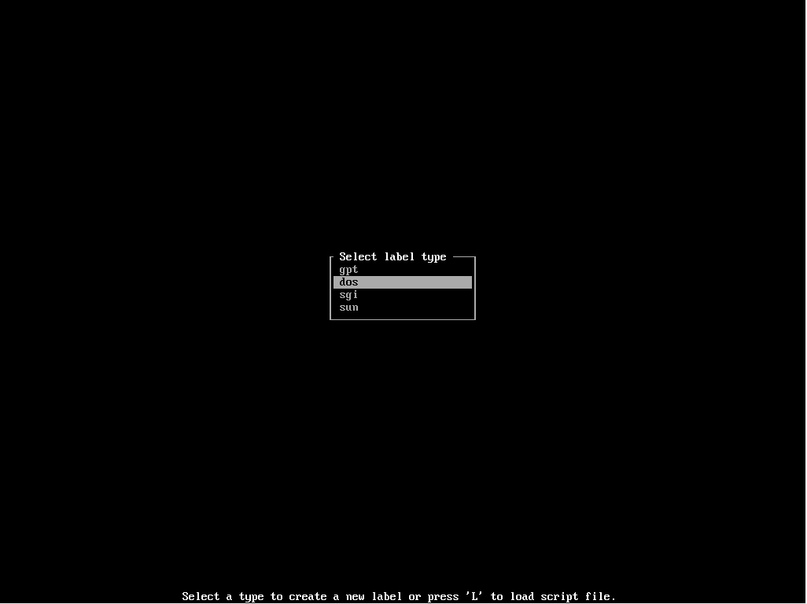 Select label type
gpt
dos
sgi
sun
Select a type to create a new label or press 'L' to load script file.